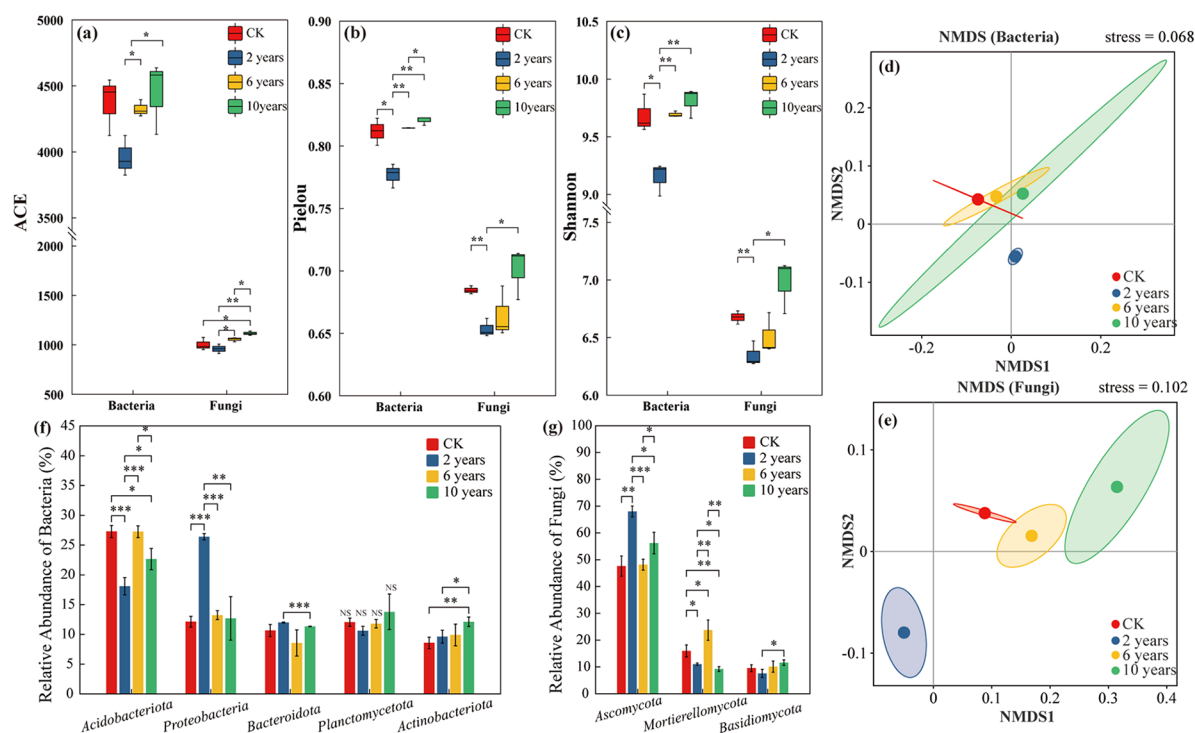 (a)
CK
2 years
6 years
10years
ACE
5000
4500
4000
3500
2000
1500
1000
500
Bacteria
Fungi
* * * * * **
*
(b)
CK
2 years
6 years
10years
Pielou
0.90
0.85
0.80
0.75
0.70
0.65
0.60
Bacteria
Fungi
*
**
* **
*
**
(c)
CK
2 years
6 years
10years
Shannon
10.5
10.0
9.5
9.0
7.0
6.5
6.0
Bacteria
Fungi
**
* **
*
**
NMDS (Bacteria)
stress = 0.068
(d)
NMDS2
0.2
0.1
0
-0.1
CK
2 years
6 years
10 years
-0.2
0
0.2
NMDS1
NMDS (Fungi)
stress = 0.102
(e)
NMDS2
0.1
0
-0.1
CK
2 years
6 years
10 years
0
0.1
0.2
0.3
0.4
NMDS1
(f)
CK
2 years
6 years
10 years
Relative Abundance of Bacteria (%)
45
40
35
30
25
20
15
10
5
0
*
*
***
*
***
**
***
***
***
NS NS NS NS
*
**
Acidobacteriota
Proteobacteria
Bacteroidota
Planctomycetota
Actinobacteriota
(g)
CK
2 years
6 years
10 years
Relative Abundance of Fungi (%)
100
90
80
70
60
50
40
30
20
10
0
*
*
***
**
**
*
**
**
*
*
*
Ascomycota
Mortierellomycota
Basidiomycota